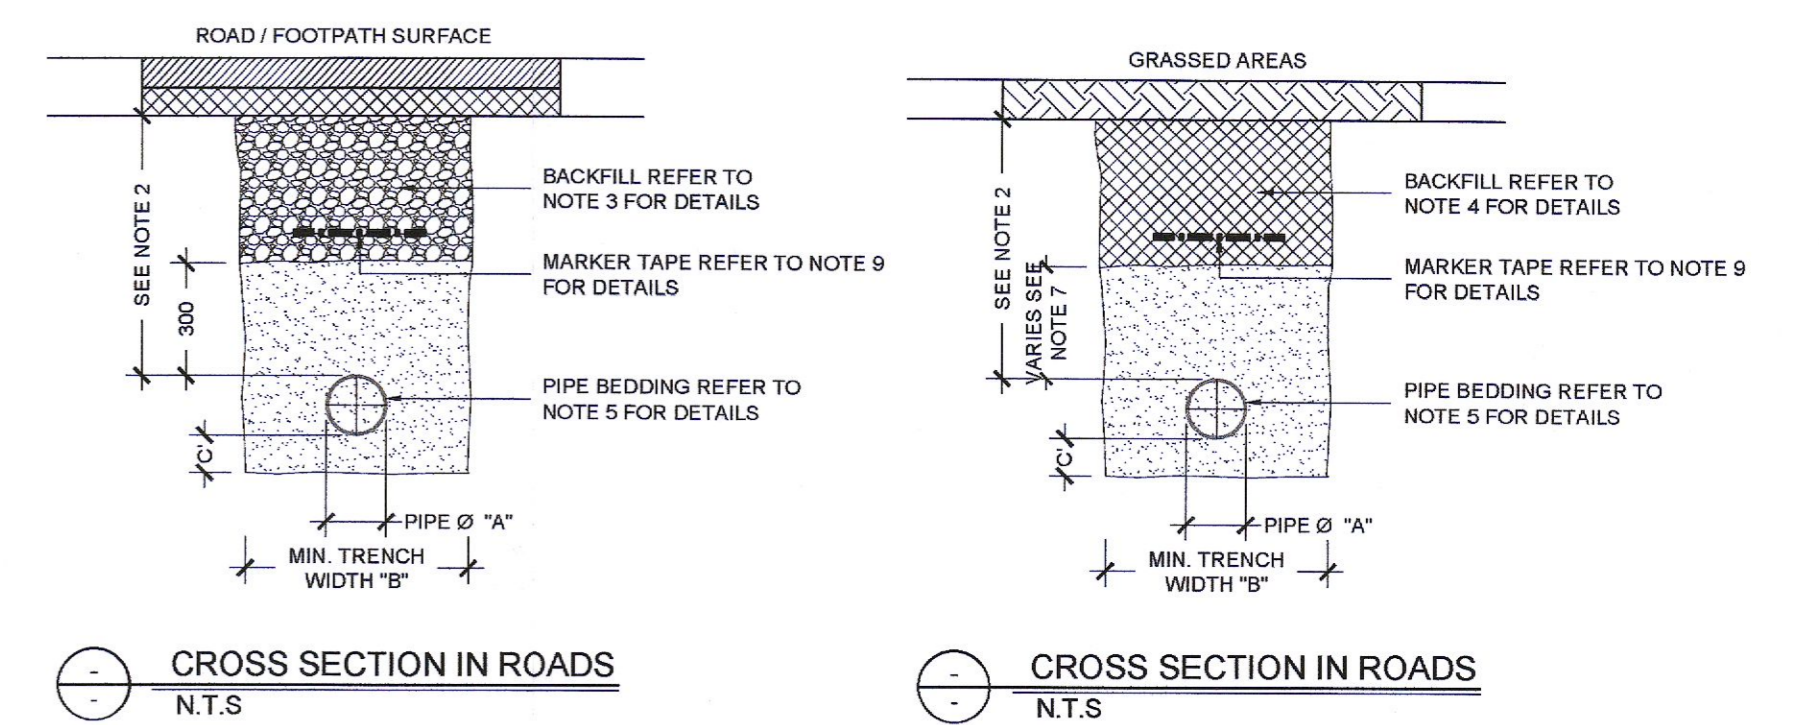 ROAD / FOOTPATH SURFACE
SEE NOTE 2
300
C'
BACKFILL REFER TO
NOTE 3 FOR DETAILS
MARKER TAPE REFER TO NOTE 9
FOR DETAILS
PIPE BEDDING REFER TO
NOTE 5 FOR DETAILS
PIPE Ø "A"
MIN. TRENCH
WIDTH "B"
-
-
CROSS SECTION IN ROADS
N.T.S
GRASSED AREAS
SEE NOTE 2
VARIES SEE
NOTE 7
C'
BACKFILL REFER TO
NOTE 4 FOR DETAILS
MARKER TAPE REFER TO NOTE 9
FOR DETAILS
PIPE BEDDING REFER TO
NOTE 5 FOR DETAILS
PIPE Ø "A"
MIN. TRENCH
WIDTH "B"
-
-
CROSS SECTION IN ROADS
N.T.S